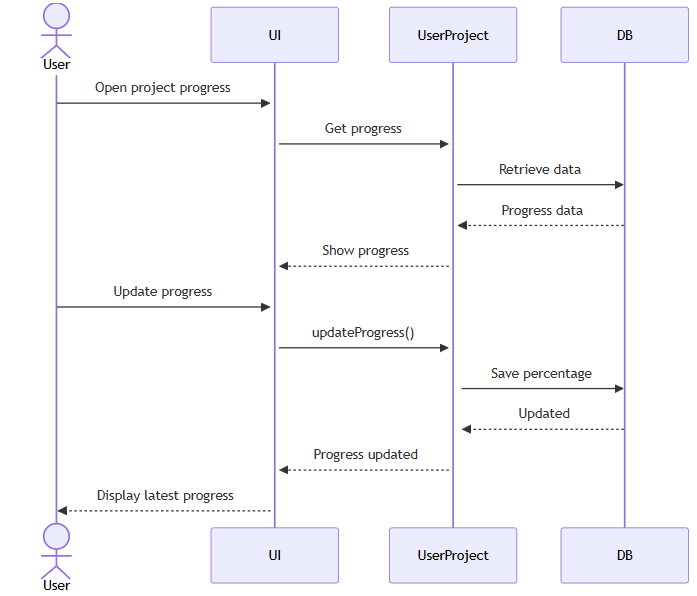 UI
UserProject
DB
User
Open project progress
Get progress
Retrieve data
Progress data
Show progress
Update progress
updateProgress()
Save percentage
Updated
Progress updated
Display latest progress
UI
UserProject
DB
User